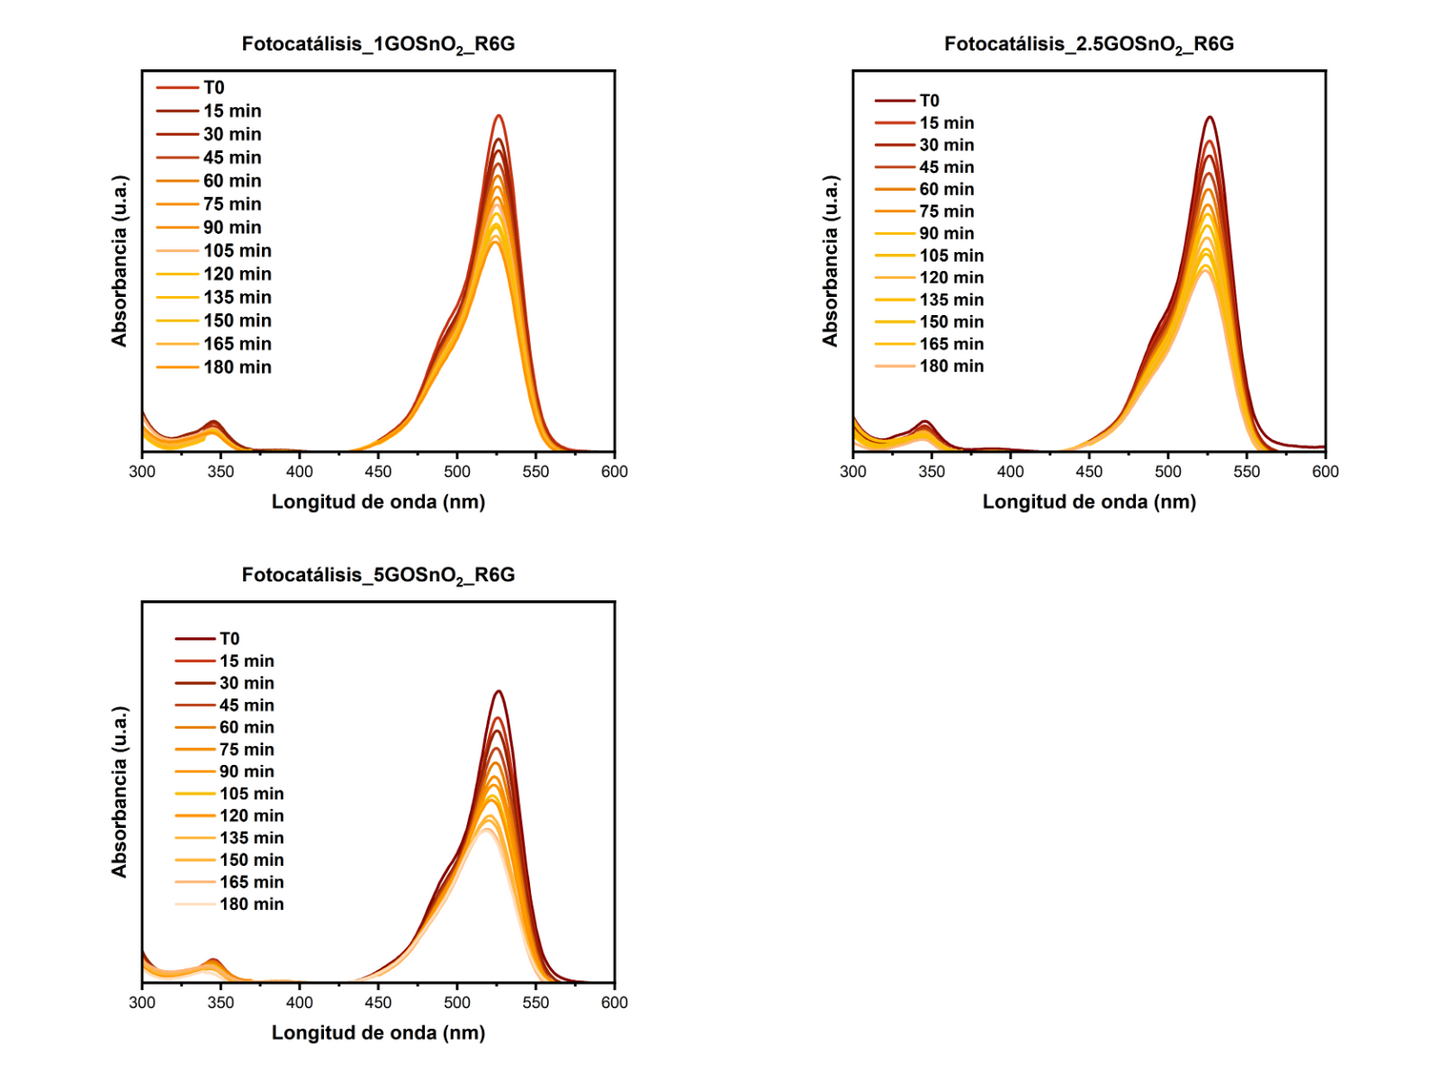 Fotocatálisis_1GOSnO₂_R6G
T0
15 min
30 min
45 min
60 min
75 min
90 min
105 min
120 min
135 min
150 min
165 min
180 min
Absorbancia (u.a.)
300 350 400 450 500 550 600
Longitud de onda (nm)
Fotocatálisis_2.5GOSnO₂_R6G
T0
15 min
30 min
45 min
60 min
75 min
90 min
105 min
120 min
135 min
150 min
165 min
180 min
Absorbancia (u.a.)
300 350 400 450 500 550 600
Longitud de onda (nm)
Fotocatálisis_5GOSnO₂_R6G
T0
15 min
30 min
45 min
60 min
75 min
90 min
105 min
120 min
135 min
150 min
165 min
180 min
Absorbancia (u.a.)
300 350 400 450 500 550 600
Longitud de onda (nm)